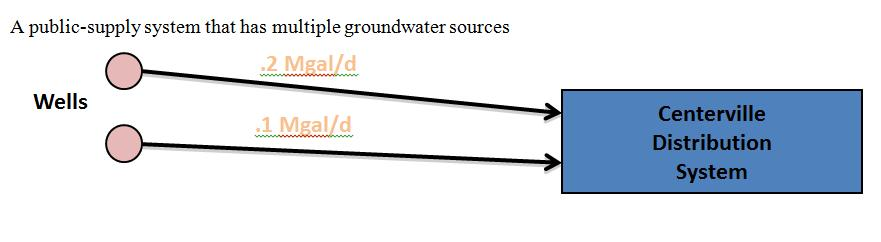 A public-supply system that has multiple groundwater sources
.2 Mgal/d
Wells
.1 Mgal/d
Centerville
Distribution
System